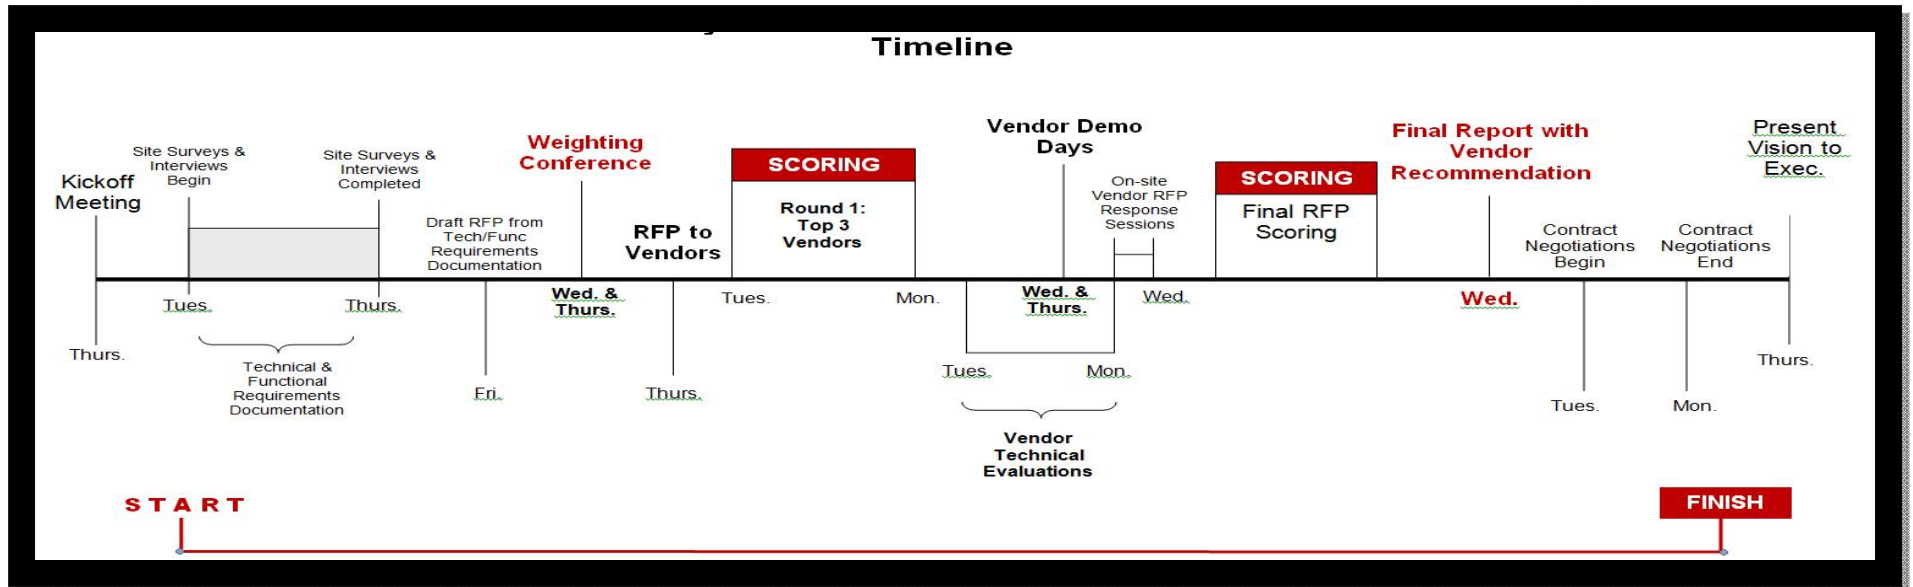 Timeline
Kickoff
Meeting
Thurs.
Site Surveys &
Interviews
Begin
Tues.
Site Surveys &
Interviews
Completed
Thurs.
Technical &
Functional
Requirements
Documentation
Draft RFP from
Tech/Func
Requirements
Documentation
Fri.
Weighting
Conference
Wed. &
Thurs.
RFP to
Vendors
Thurs.
SCORING
Round 1:
Top 3
Vendors
Tues.
Mon.
Vendor Demo
Days
Wed. &
Thurs.
Tues.
Mon.
Vendor
Technical
Evaluations
On-site
Vendor RFP
Response
Sessions
Wed.
SCORING
Final RFP
Scoring
Final Report with
Vendor
Recommendation
Wed.
Contract
Negotiations
Begin
Tues.
Contract
Negotiations
End
Mon.
Present
Vision to
Exec.
Thurs.
START
FINISH